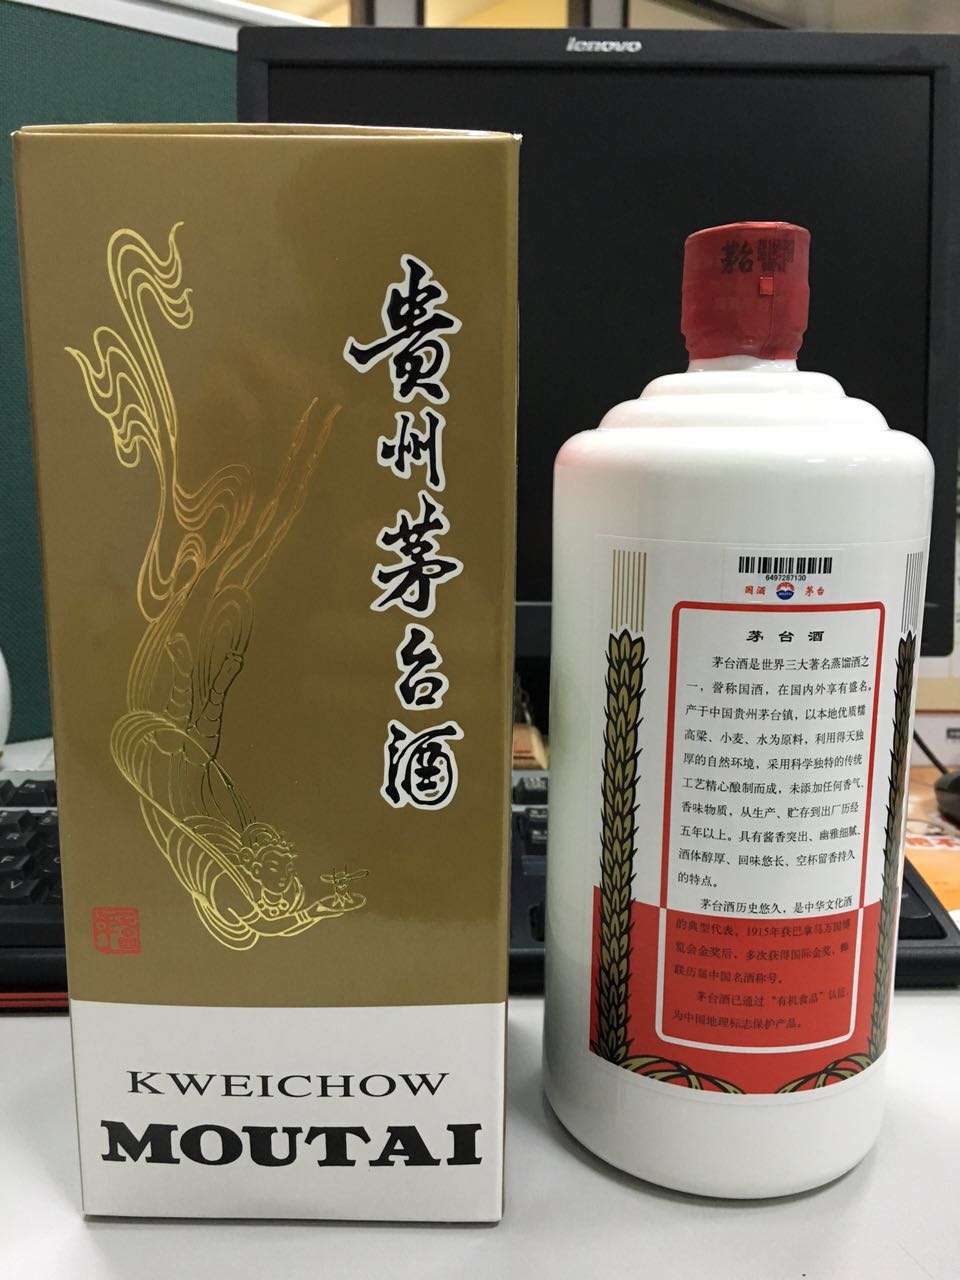 lenovo
貴州茅台酒
KWEICHOW
MOUTAI
茅台
6497287130
国酒 茅台
茅台酒
茅台酒是世界三大著名蒸馏酒之
一，誉称国酒，在国内外享有盛名。
产于中国贵州茅台镇，以本地优质糯
高粱、小麦、水为原料，利用得天独
厚的自然环境，采用科学独特的传统
工艺精心酿制而成，未添加任何香气、
香味物质，从生产、贮存到出厂历经
五年以上。具有酱香突出、幽雅细腻、
酒体醇厚、回味悠长、空杯留香持久
的特点。
茅台酒历史悠久，是中华文化酒
的典型代表，1915年获巴拿马万国博
览会金奖后，多次获得国际金奖，蝉
联历届中国名酒称号。
茅台酒已通过“有机食品”认证，
为中国地理标志保护产品。